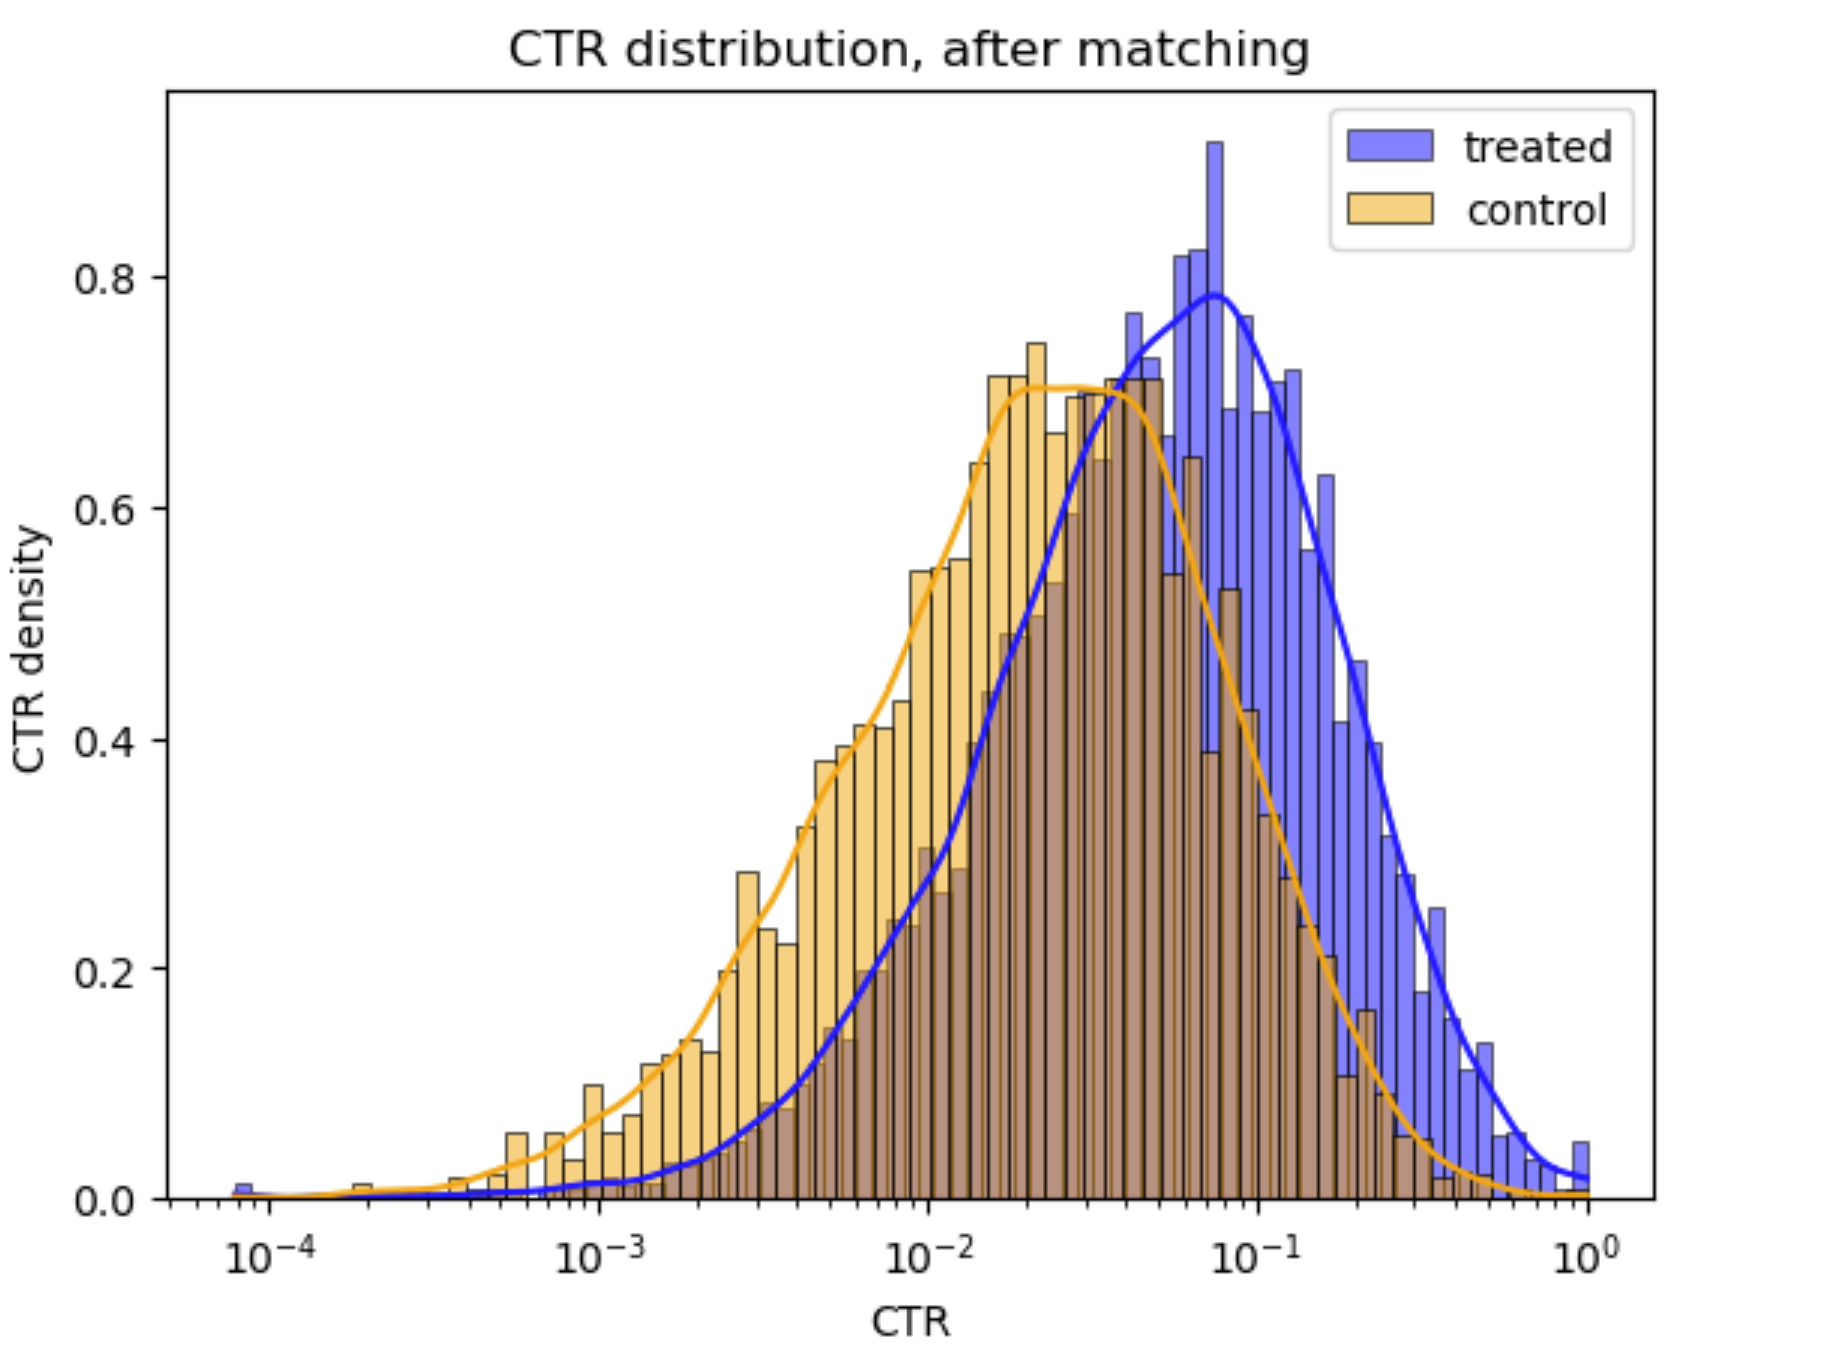 CTR distribution, after matching
treated
control
CTR density
0.8
0.6
0.4
0.2
0.0
10⁻⁴ 10⁻³ 10⁻² 10⁻¹ 10⁰
CTR